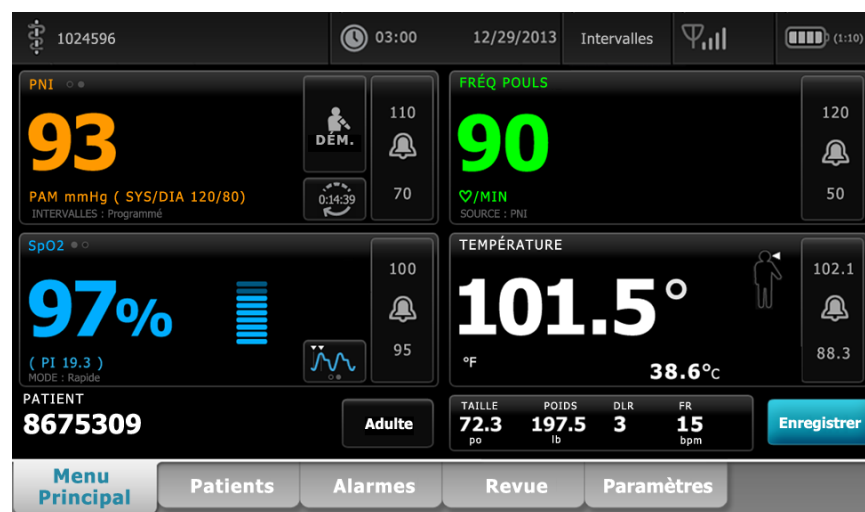 1024596
03:00
12/29/2013
Intervalles
(1:10)
PNI
93
PAM mmHg ( SYS/DIA 120/80)
INTERVALLES : Programmé
DÉM.
0:14:39
110
70
FRÉQ POULS
90
/MIN
SOURCE : PNI
120
50
SpO2
97%
( PI 19.3 )
MODE : Rapide
100
95
TEMPÉRATURE
101.5°
°F
38.6°C
102.1
88.3
PATIENT
8675309
Adulte
TAILLE POIDS DLR FR
72.3 197.5 3 15
po lb bpm
Enregistrer
Menu
Principal
Patients
Alarmes
Revue
Paramètres